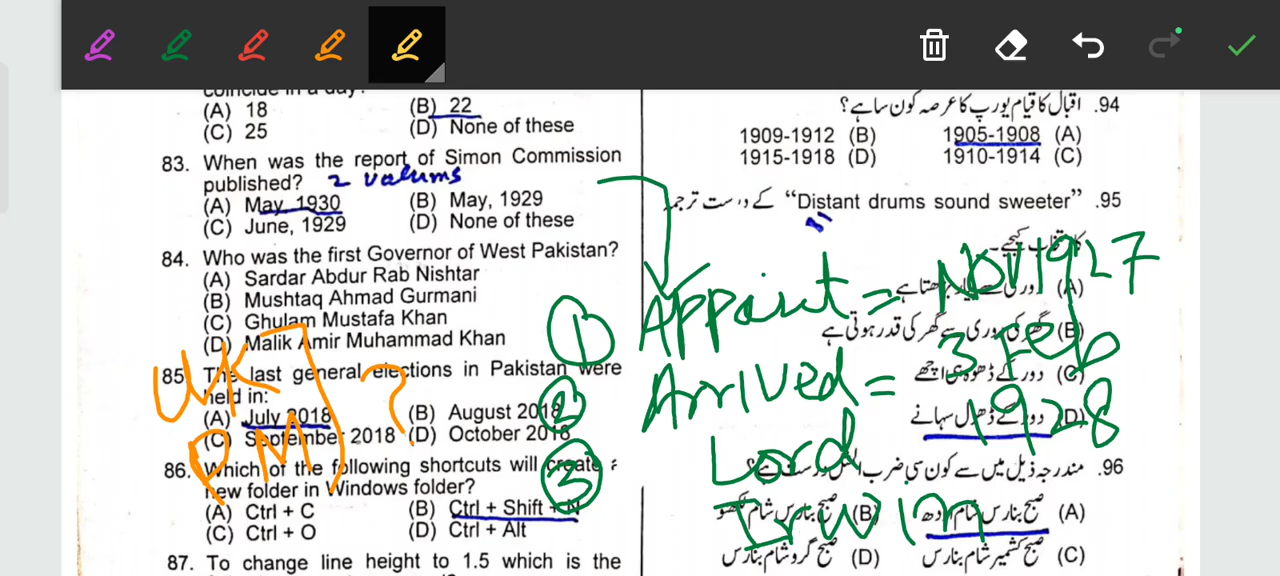 coincide in a day?
(A) 18 (B) 22
(C) 25 (D) None of these
83. When was the report of Simon Commission
published? 2 valums
(A) May, 1930 (B) May, 1929
(C) June, 1929 (D) None of these
84. Who was the first Governor of West Pakistan?
(A) Sardar Abdur Rab Nishtar
(B) Mushtaq Ahmad Gurmani
(C) Ghulam Mustafa Khan
(D) Malik Amir Muhammad Khan
85. The last general elections in Pakistan were
held in:
(A) July 2018 (B) August 2018
(C) September 2018 (D) October 2018
86. Which of the following shortcuts will create
new folder in Windows folder?
(A) Ctrl + C (B) Ctrl + Shift + N
(C) Ctrl + O (D) Ctrl + Alt
87. To change line height to 1.5 which is the
UK
PM ?
94. اقبال کا قیام یورپ کا عرصہ کون سا ہے؟
(A) 1905-1908 (B) 1909-1912
(C) 1910-1914 (D) 1915-1918
95. "Distant drums sound sweeter" کے درست ترجمہ
کا انتخاب کیجیے۔
(A)
(B) گھر کی دوری سے گھر کی قدر ہوتی ہے
(C) دور کے ڈھول ہی اچھے
(D) دور کے ڈھول سہانے
96. مندرجہ ذیل میں سے کون سی ضرب المثل درست ہے؟
(A) صبح بنارس شام اودھ (B) صبح بنارس شام لکھنو
(C) صبح کشمیر شام بنارس (D) صبح گرو شام بنارس
① Appoint = Nov 1927
② Arrived = 3 Feb
1928
③ Lord
Irwim